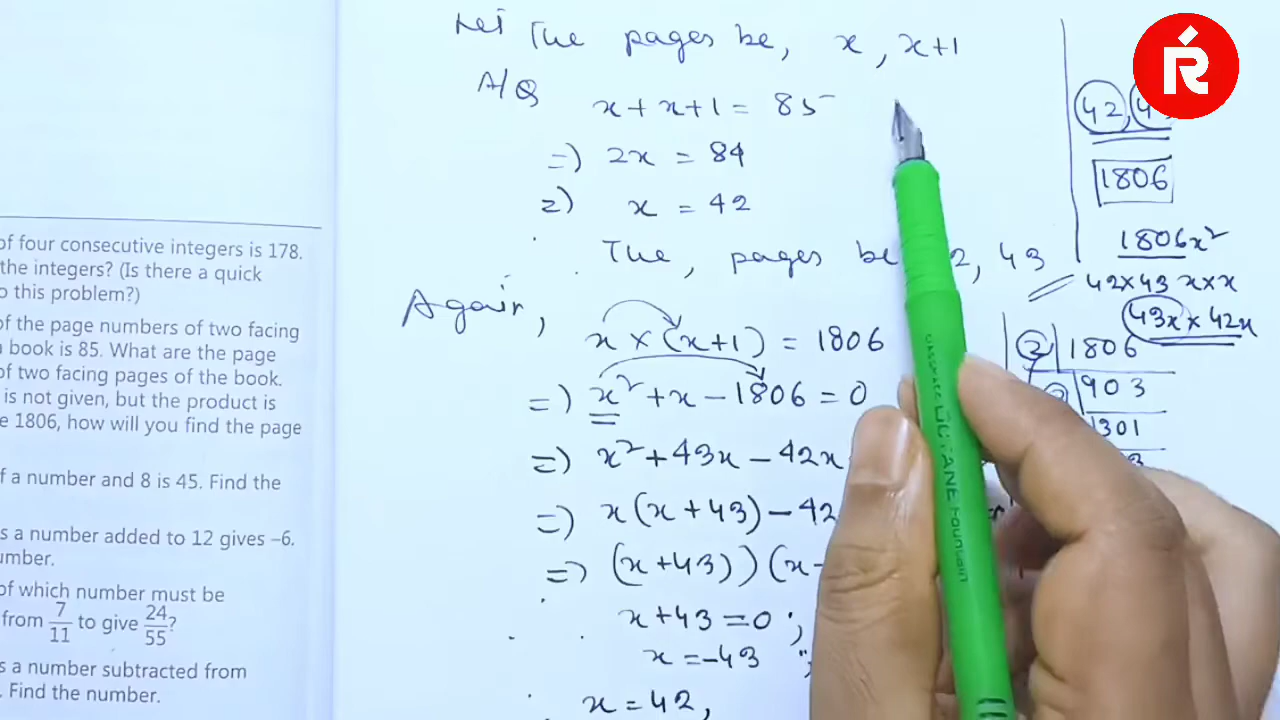 of four consecutive integers is 178.
the integers? (Is there a quick
o this problem?)
of the page numbers of two facing
book is 85. What are the page
of two facing pages of the book.
is not given, but the product is
e 1806, how will you find the page
f a number and 8 is 45. Find the
s a number added to 12 gives –6.
umber.
of which number must be
from 7/11 to give 24/55?
s a number subtracted from
. Find the number.
Let The pages be, x, x+1
A/Q
x + x+1 = 85
=) 2x = 84
=) x = 42
The, pages be 2, 43
Again,
x × (x+1) = 1806
=) x² + x − 1806 = 0
=) x² + 43x − 42x
=) x(x+43) − 42
=> (x+43)) (x−
x+43 = 0 ;
x = −43
x = 42,
42, 4
1806
1806x²
42×43 x×x
43x × 42x
2 1806
903
301
Ŕ